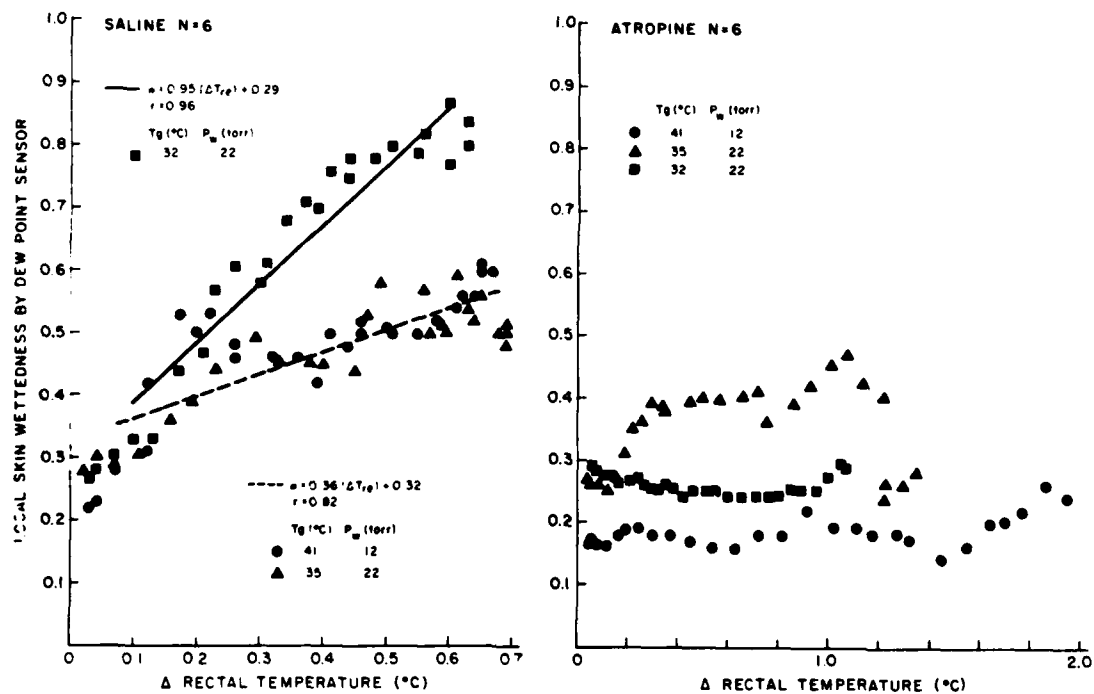 SALINE N=6
w=0.95 (ΔTre)+0.29
r=0.96
Tg (°C) Pw (torr)
■ 32 22
w=0.36 (ΔTre)+0.32
r=0.82
Tg (°C) Pw (torr)
● 41 12
▲ 35 22
LOCAL SKIN WETTEDNESS BY DEW POINT SENSOR
1.0
0.9
0.8
0.7
0.6
0.5
0.4
0.3
0.2
0.1
0 0.1 0.2 0.3 0.4 0.5 0.6 0.7
Δ RECTAL TEMPERATURE (°C)
ATROPINE N=6
Tg (°C) Pw (torr)
● 41 12
▲ 35 22
■ 32 22
1.0
0.9
0.8
0.7
0.6
0.5
0.4
0.3
0.2
0.1
0 1.0 2.0
Δ RECTAL TEMPERATURE (°C)